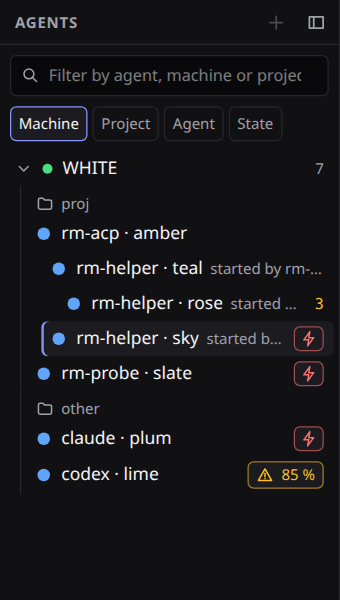 AGENTS
Filter by agent, machine or projec
Machine Project Agent State
WHITE 7
proj
rm-acp · amber
rm-helper · teal started by rm-...
rm-helper · rose started ... 3
rm-helper · sky started b...
rm-probe · slate
other
claude · plum
codex · lime 85 %